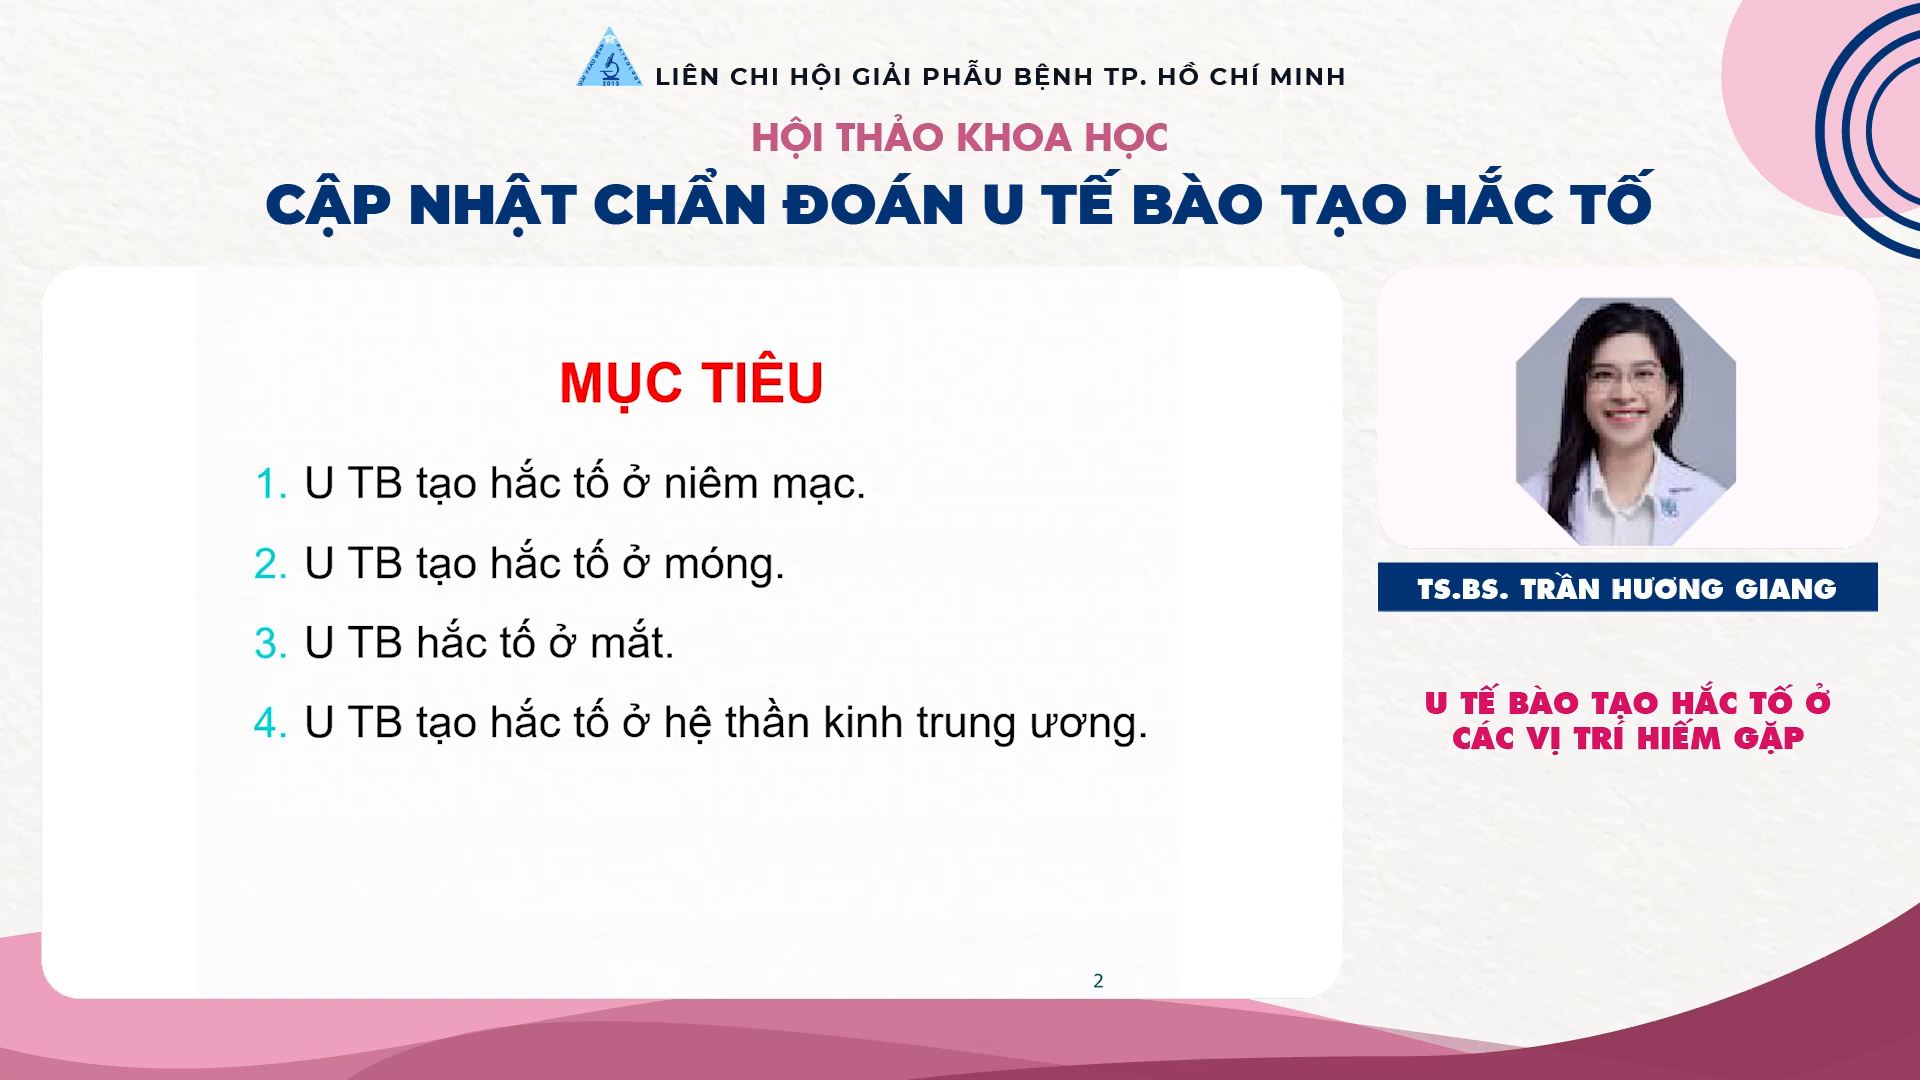 LIÊN CHI HỘI GIẢI PHẪU BỆNH TP. HỒ CHÍ MINH
HỘI THẢO KHOA HỌC
CẬP NHẬT CHẨN ĐOÁN U TẾ BÀO TẠO HẮC TỐ
MỤC TIÊU
1. U TB tạo hắc tố ở niêm mạc.
2. U TB tạo hắc tố ở móng.
3. U TB hắc tố ở mắt.
4. U TB tạo hắc tố ở hệ thần kinh trung ương.
2
TS.BS. TRẦN HƯƠNG GIANG
U TẾ BÀO TẠO HẮC TỐ Ở
CÁC VỊ TRÍ HIẾM GẶP